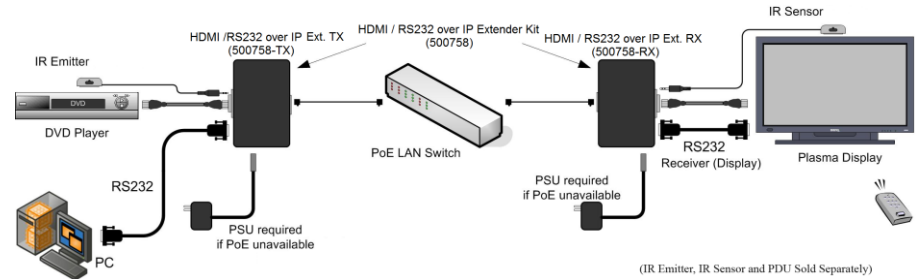 IR Sensor
HDMI /RS232 over IP Ext. TX
(500758-TX)
HDMI / RS232 over IP Extender Kit
(500758)
HDMI / RS232 over IP Ext. RX
(500758-RX)
IR Emitter
DVD
DVD Player
PoE LAN Switch
RS232
Receiver (Display)
Plasma Display
RS232
PSU required
if PoE unavailable
PSU required
if PoE unavailable
PC
(IR Emitter, IR Sensor and PDU Sold Separately)